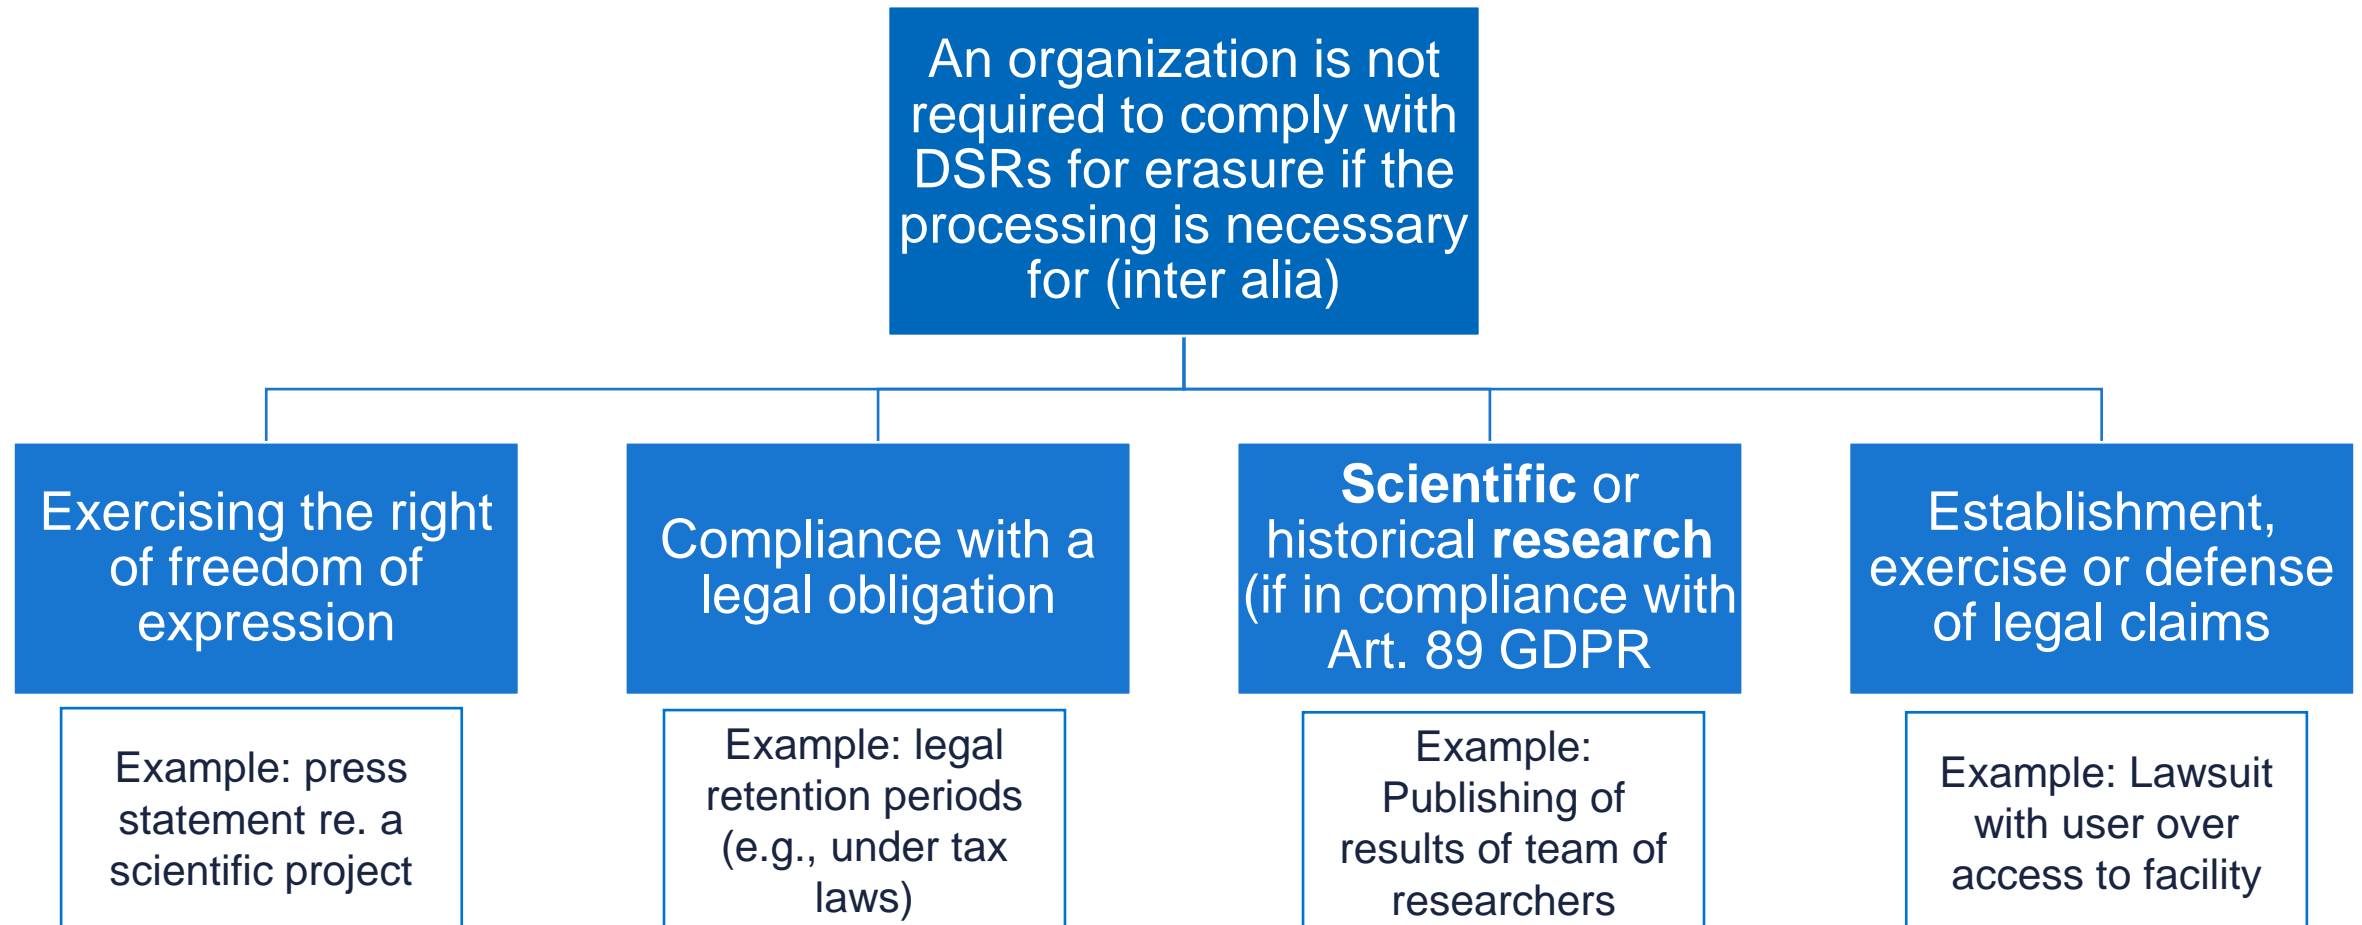 An organization is not
required to comply with
DSRs for erasure if the
processing is necessary
for (inter alia)
Exercising the right
of freedom of
expression
Compliance with a
legal obligation
Scientific or
historical research
(if in compliance with
Art. 89 GDPR
Establishment,
exercise or defense
of legal claims
Example: press
statement re. a
scientific project
Example: legal
retention periods
(e.g., under tax
laws)
Example:
Publishing of
results of team of
researchers
Example: Lawsuit
with user over
access to facility